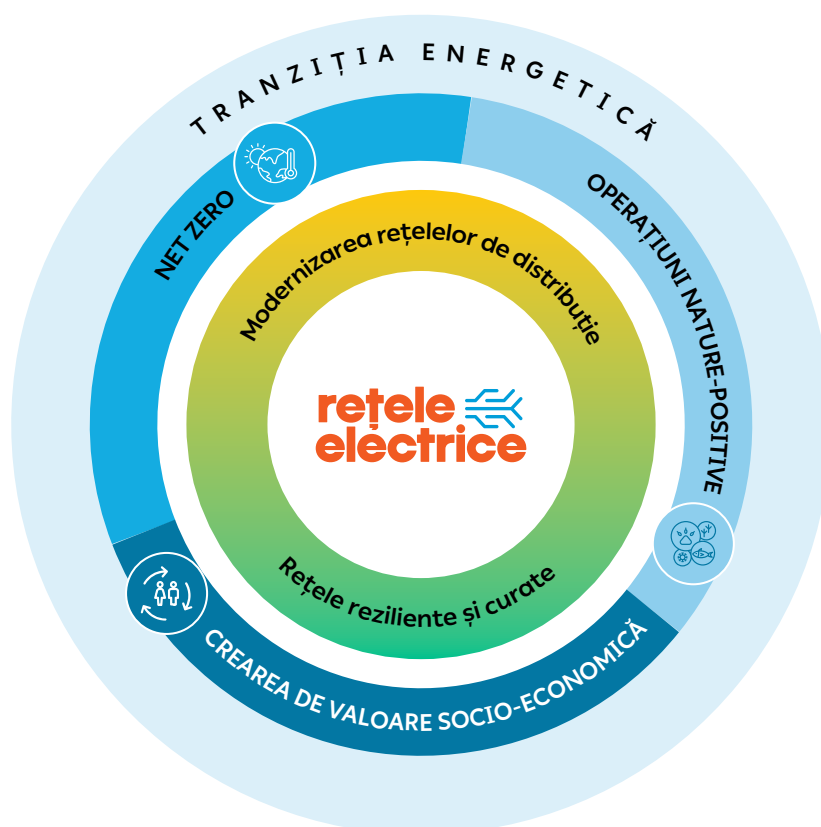 TRANZIȚIA ENERGETICĂ
NET ZERO
OPERAȚIUNI NATURE-POSITIVE
Modernizarea rețelelor de distribuție
rețele
electrice
Rețele reziliente și curate
CREAREA DE VALOARE SOCIO-ECONOMICĂ